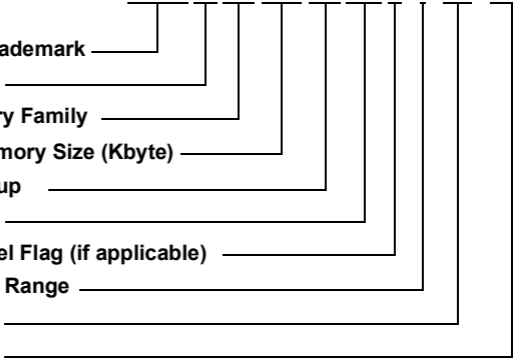 ademark
ry Family
mory Size (Kbyte)
up
el Flag (if applicable)
Range